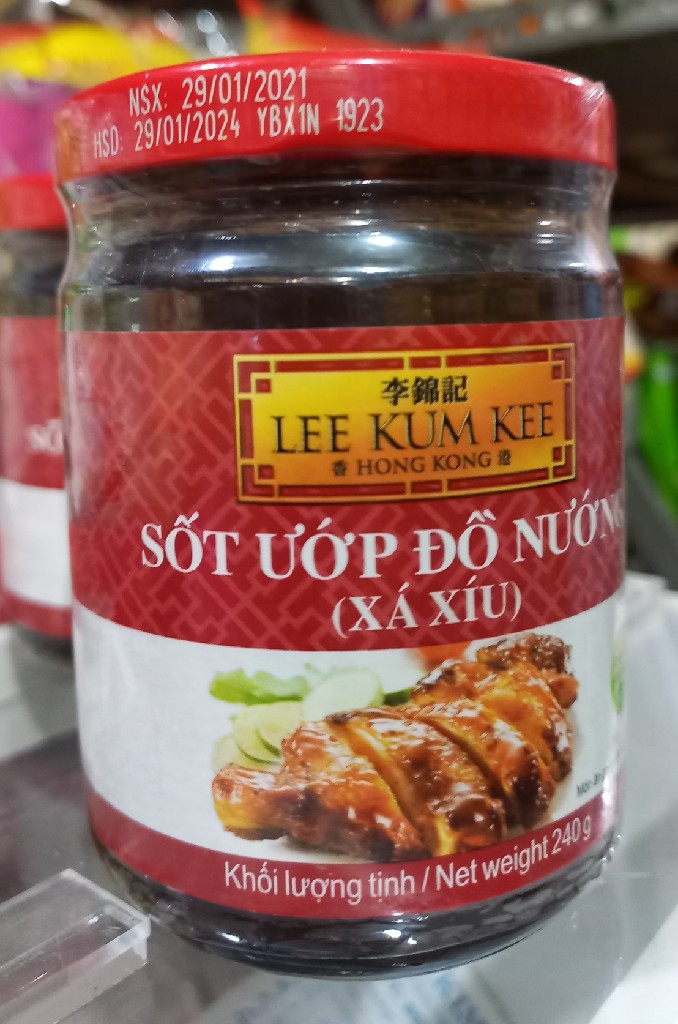 NSX: 29/01/2021
HSD: 29/01/2024 YBX1N 1923
李錦記
LEE KUM KEE
香 HONG KONG 港
SỐT ƯỚP ĐỒ NƯỚNG
(XÁ XÍU)
Khối lượng tịnh / Net weight 240g